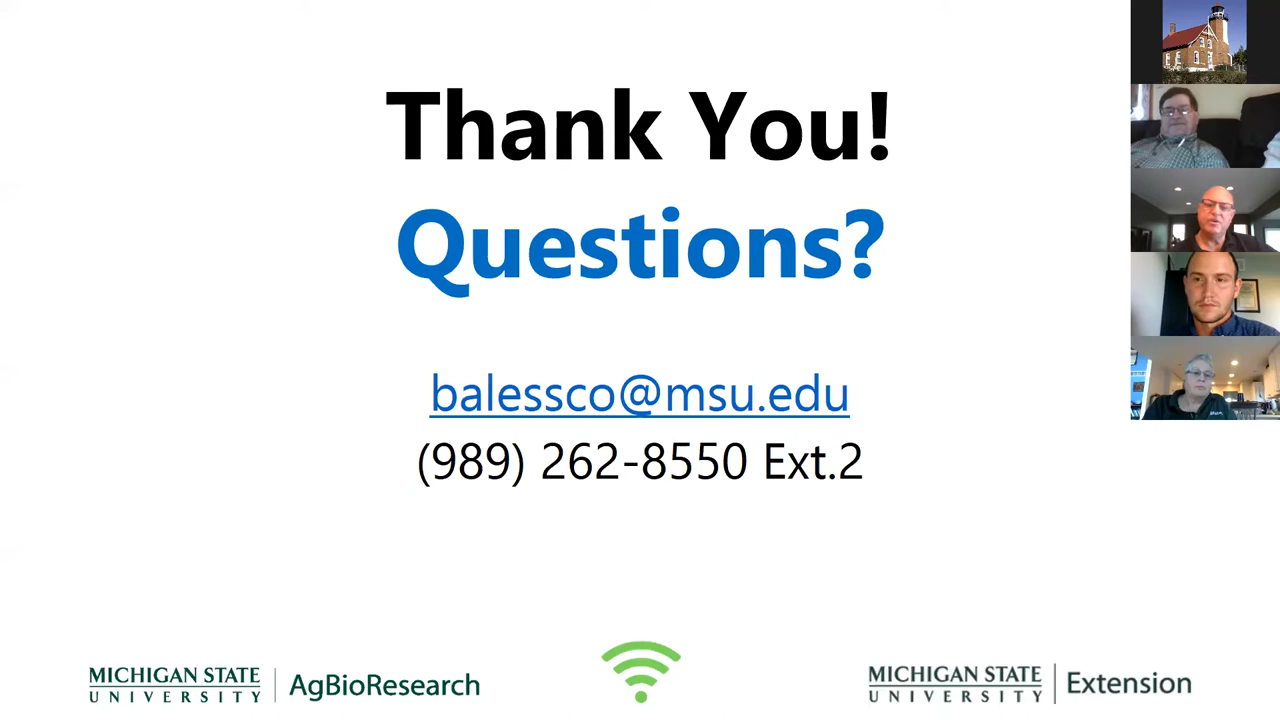 Thank You!
Questions?
balessco@msu.edu
(989) 262-8550 Ext.2
MICHIGAN STATE
UNIVERSITY
AgBioResearch
MICHIGAN STATE
UNIVERSITY
Extension